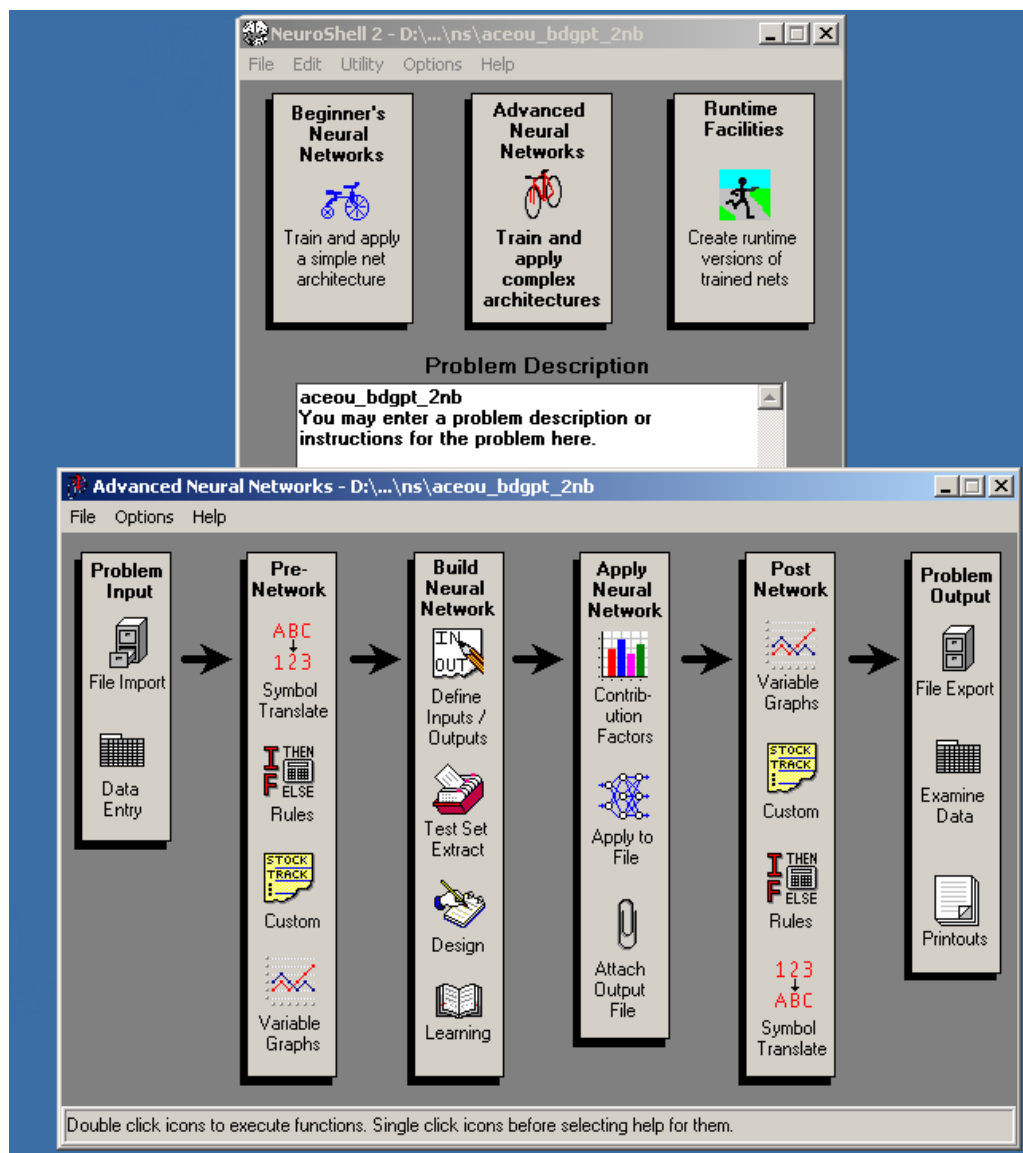 NeuroShell 2 - D:\...\ns\aceou_bdgpt_2nb
File Edit Utility Options Help
Beginner's
Neural
Networks
Train and apply
a simple net
architecture
Advanced
Neural
Networks
Train and
apply
complex
architectures
Runtime
Facilities
Create runtime
versions of
trained nets
Problem Description
aceou_bdgpt_2nb
You may enter a problem description or
instructions for the problem here.
Advanced Neural Networks - D:\...\ns\aceou_bdgpt_2nb
File Options Help
Problem
Input
File Import
Data
Entry
Pre-
Network
ABC
123
Symbol
Translate
IF THEN ELSE
Rules
STOCK
TRACK
Custom
Variable
Graphs
Build
Neural
Network
IN
OUT
Define
Inputs /
Outputs
Test Set
Extract
Design
Learning
Apply
Neural
Network
Contrib-
ution
Factors
Apply to
File
Attach
Output
File
Post
Network
Variable
Graphs
STOCK
TRACK
Custom
IF THEN ELSE
Rules
123
ABC
Symbol
Translate
Problem
Output
File Export
Examine
Data
Printouts
Double click icons to execute functions. Single click icons before selecting help for them.